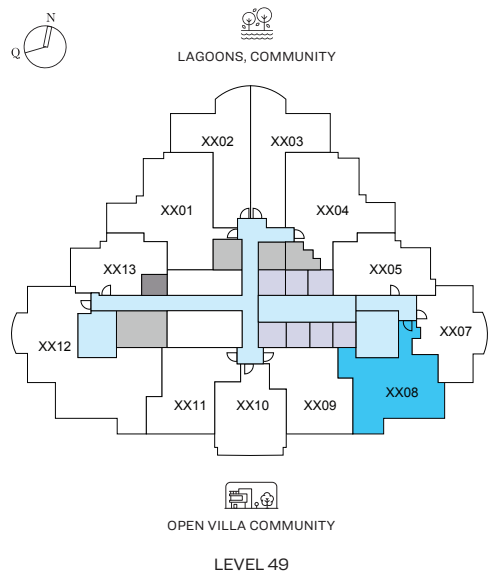 N
Q
LAGOONS, COMMUNITY
XX02
XX03
XX01
XX04
XX13
XX05
XX12
XX07
XX08
XX11
XX10
XX09
OPEN VILLA COMMUNITY
LEVEL 49